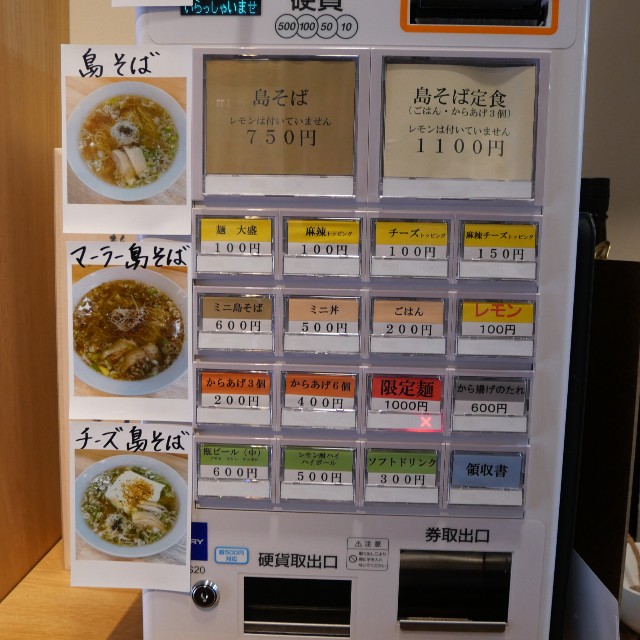 いらっしゃいませ
硬貨
500 100 50 10
島そば
マーラー島そば
チーズ島そば
島そば
レモンは付いていません
750円
島そば定食
(ごはん・からあげ3個)
レモンは付いていません
1100円
麺 大盛
100円
麻辣トッピング
100円
チーズトッピング
100円
麻辣チーズトッピング
150円
ミニ島そば
600円
ミニ丼
500円
ごはん
200円
レモン
100円
からあげ3個
200円
からあげ6個
400円
限定麺
1000円
×
から揚げのたれ
600円
瓶ビール(中)
600円
ハイボール
500円
ソフトドリンク
300円
領収書
硬貨取出口
券取出口
新500円
対応
注意